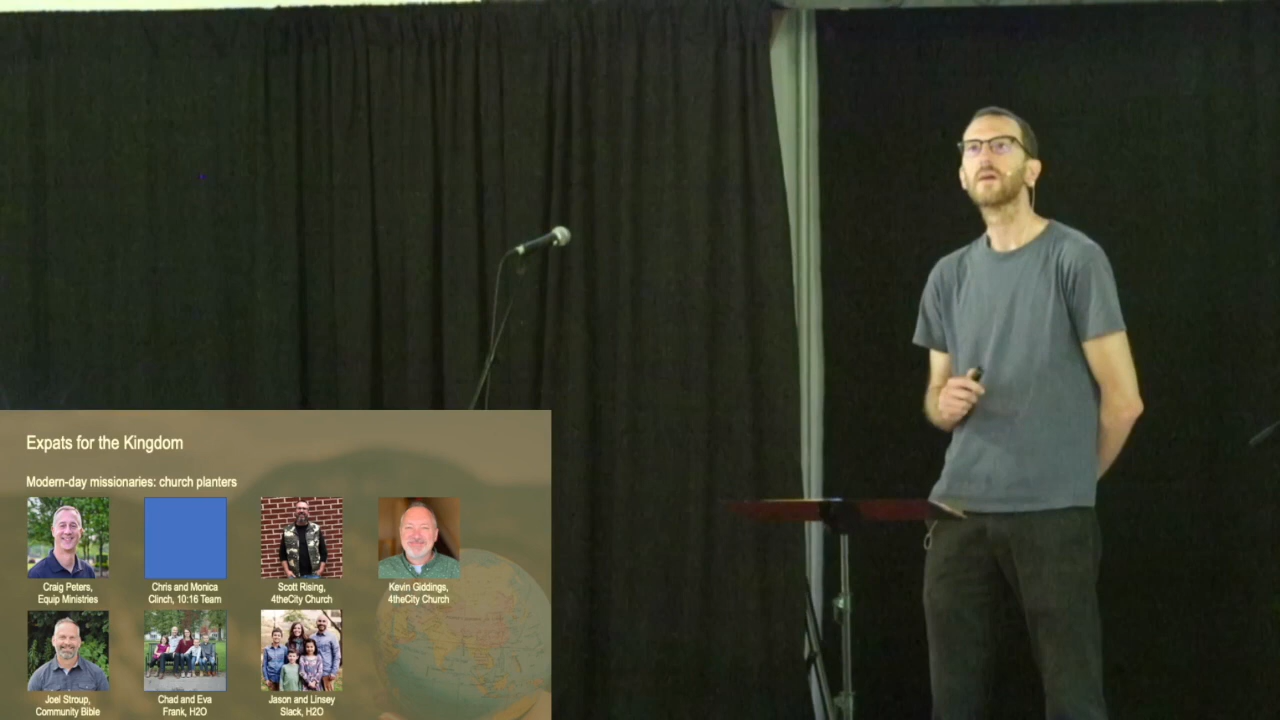 Expats for the Kingdom
Modern-day missionaries: church planters
Craig Peters,
Equip Ministries
Chris and Monica
Clinch, 10:16 Team
Scott Rising,
4theCity Church
Kevin Giddings,
4theCity Church
Joel Stroup,
Community Bible
Chad and Eva
Frank, H2O
Jason and Linsey
Slack, H2O